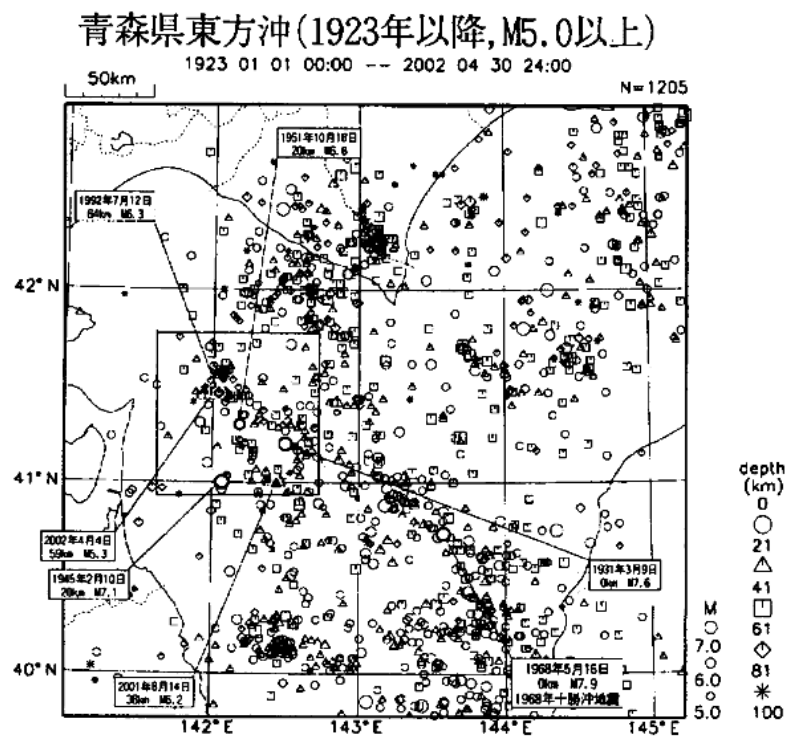 青森県東方沖(1923年以降,M5.0以上)
1923 01 01 00:00 -- 2002 04 30 24:00
50km
N=1205
1951年10月18日
20km M6.6
1992年7月12日
64km M6.3
42°N
41°N
40°N
2002年4月4日
59km M5.3
1945年2月10日
20km M7.1
2001年8月14日
38km M6.2
1931年3月9日
0km M7.6
1968年5月16日
0km M7.9
1968年十勝沖地震
142°E
143°E
144°E
145°E
M
7.0
6.0
5.0
depth
(km)
0
21
41
61
81
100